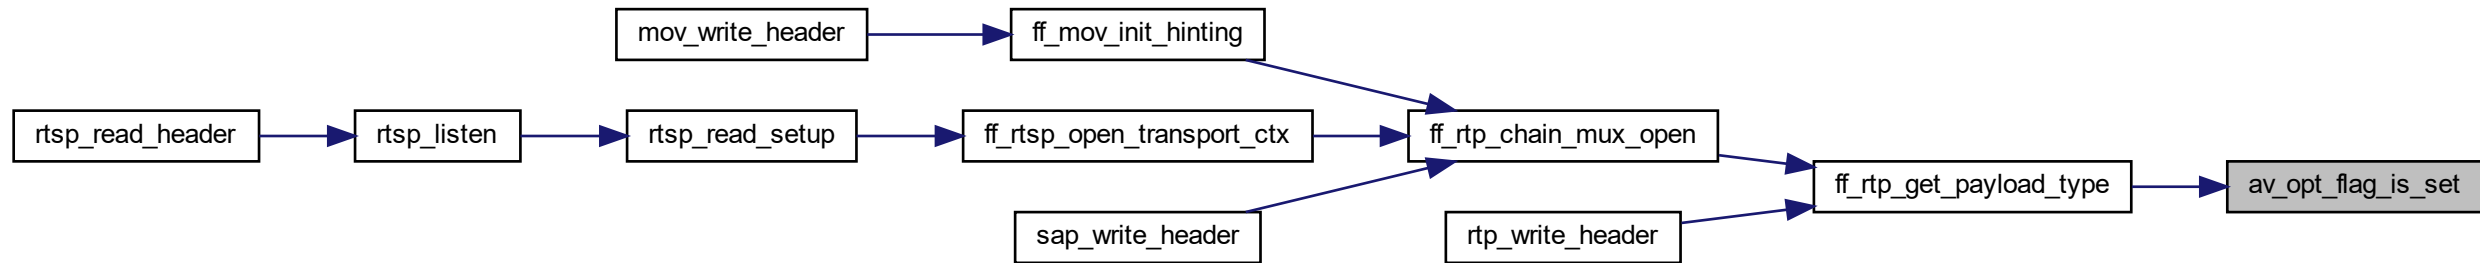 mov_write_header
ff_mov_init_hinting
rtsp_read_header
rtsp_listen
rtsp_read_setup
ff_rtsp_open_transport_ctx
ff_rtp_chain_mux_open
ff_rtp_get_payload_type
av_opt_flag_is_set
sap_write_header
rtp_write_header